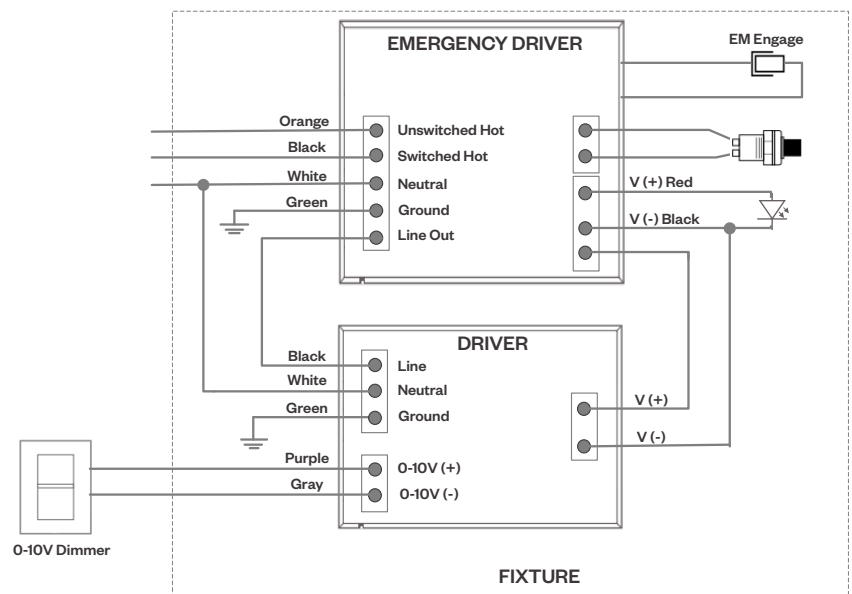 EMERGENCY DRIVER
EM Engage
Orange
Unswitched Hot
Black
Switched Hot
White
Neutral
V (+) Red
Green
Ground
V (-) Black
Line Out
DRIVER
Black
Line
White
Neutral
V (+)
Green
Ground
V (-)
Purple
0-10V (+)
Gray
0-10V (-)
0-10V Dimmer
FIXTURE